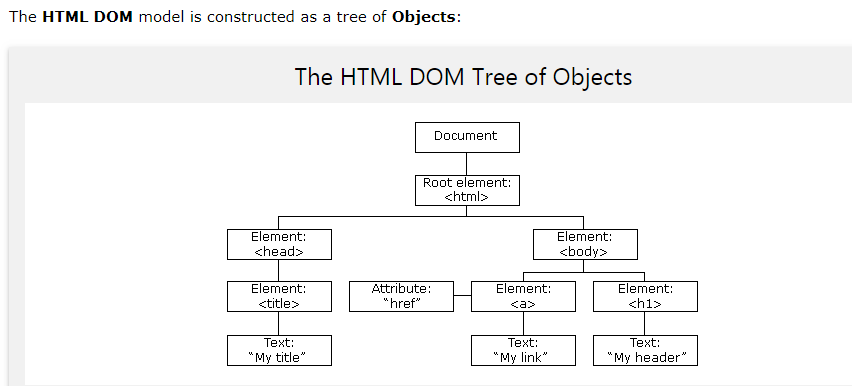 The HTML DOM model is constructed as a tree of Objects:
The HTML DOM Tree of Objects
Document
Root element:
<html>
Element:
<head>
Element:
<body>
Element:
<title>
Attribute:
“href”
Element:
<a>
Element:
<h1>
Text:
“My title”
Text:
“My link”
Text:
“My header”